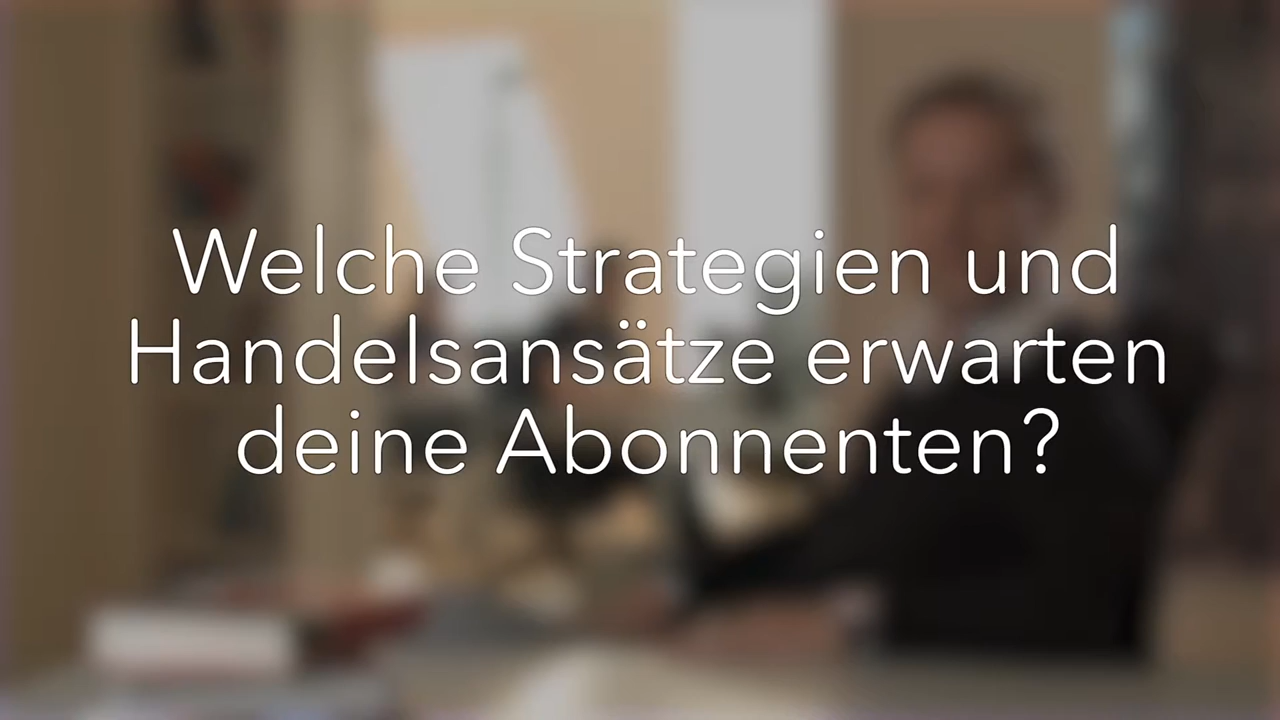 Welche Strategien und
Handelsansätze erwarten
deine Abonnenten?